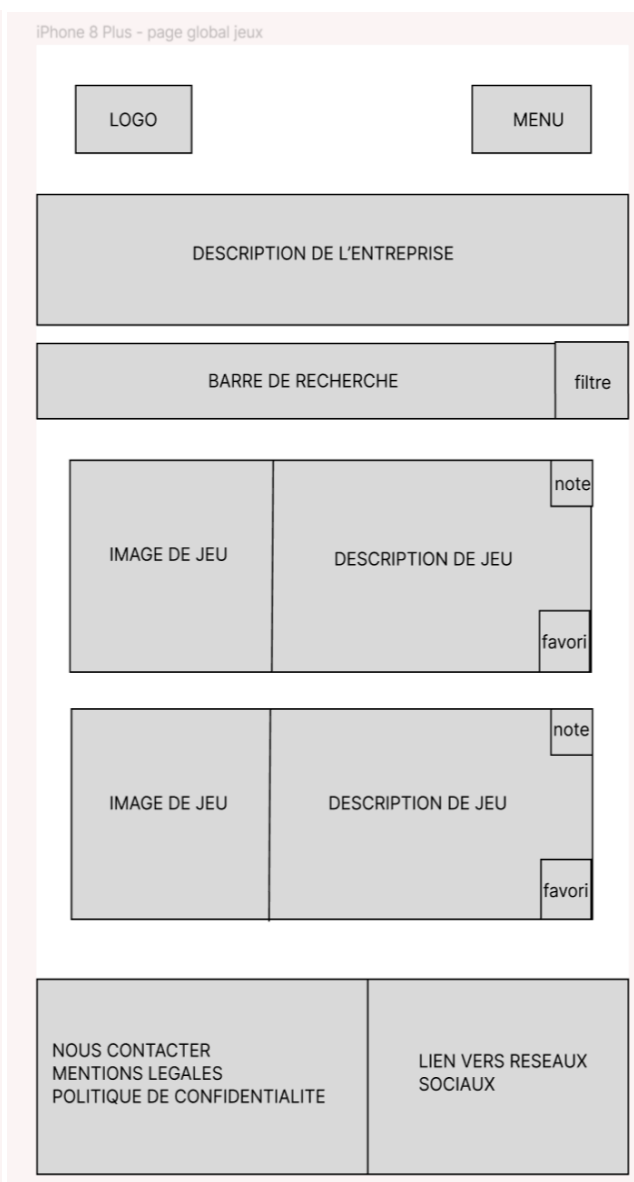 iPhone 8 Plus - page global jeux
LOGO
MENU
DESCRIPTION DE L'ENTREPRISE
BARRE DE RECHERCHE
filtre
note
IMAGE DE JEU
DESCRIPTION DE JEU
favori
note
IMAGE DE JEU
DESCRIPTION DE JEU
favori
NOUS CONTACTER
MENTIONS LEGALES
POLITIQUE DE CONFIDENTIALITE
LIEN VERS RESEAUX
SOCIAUX